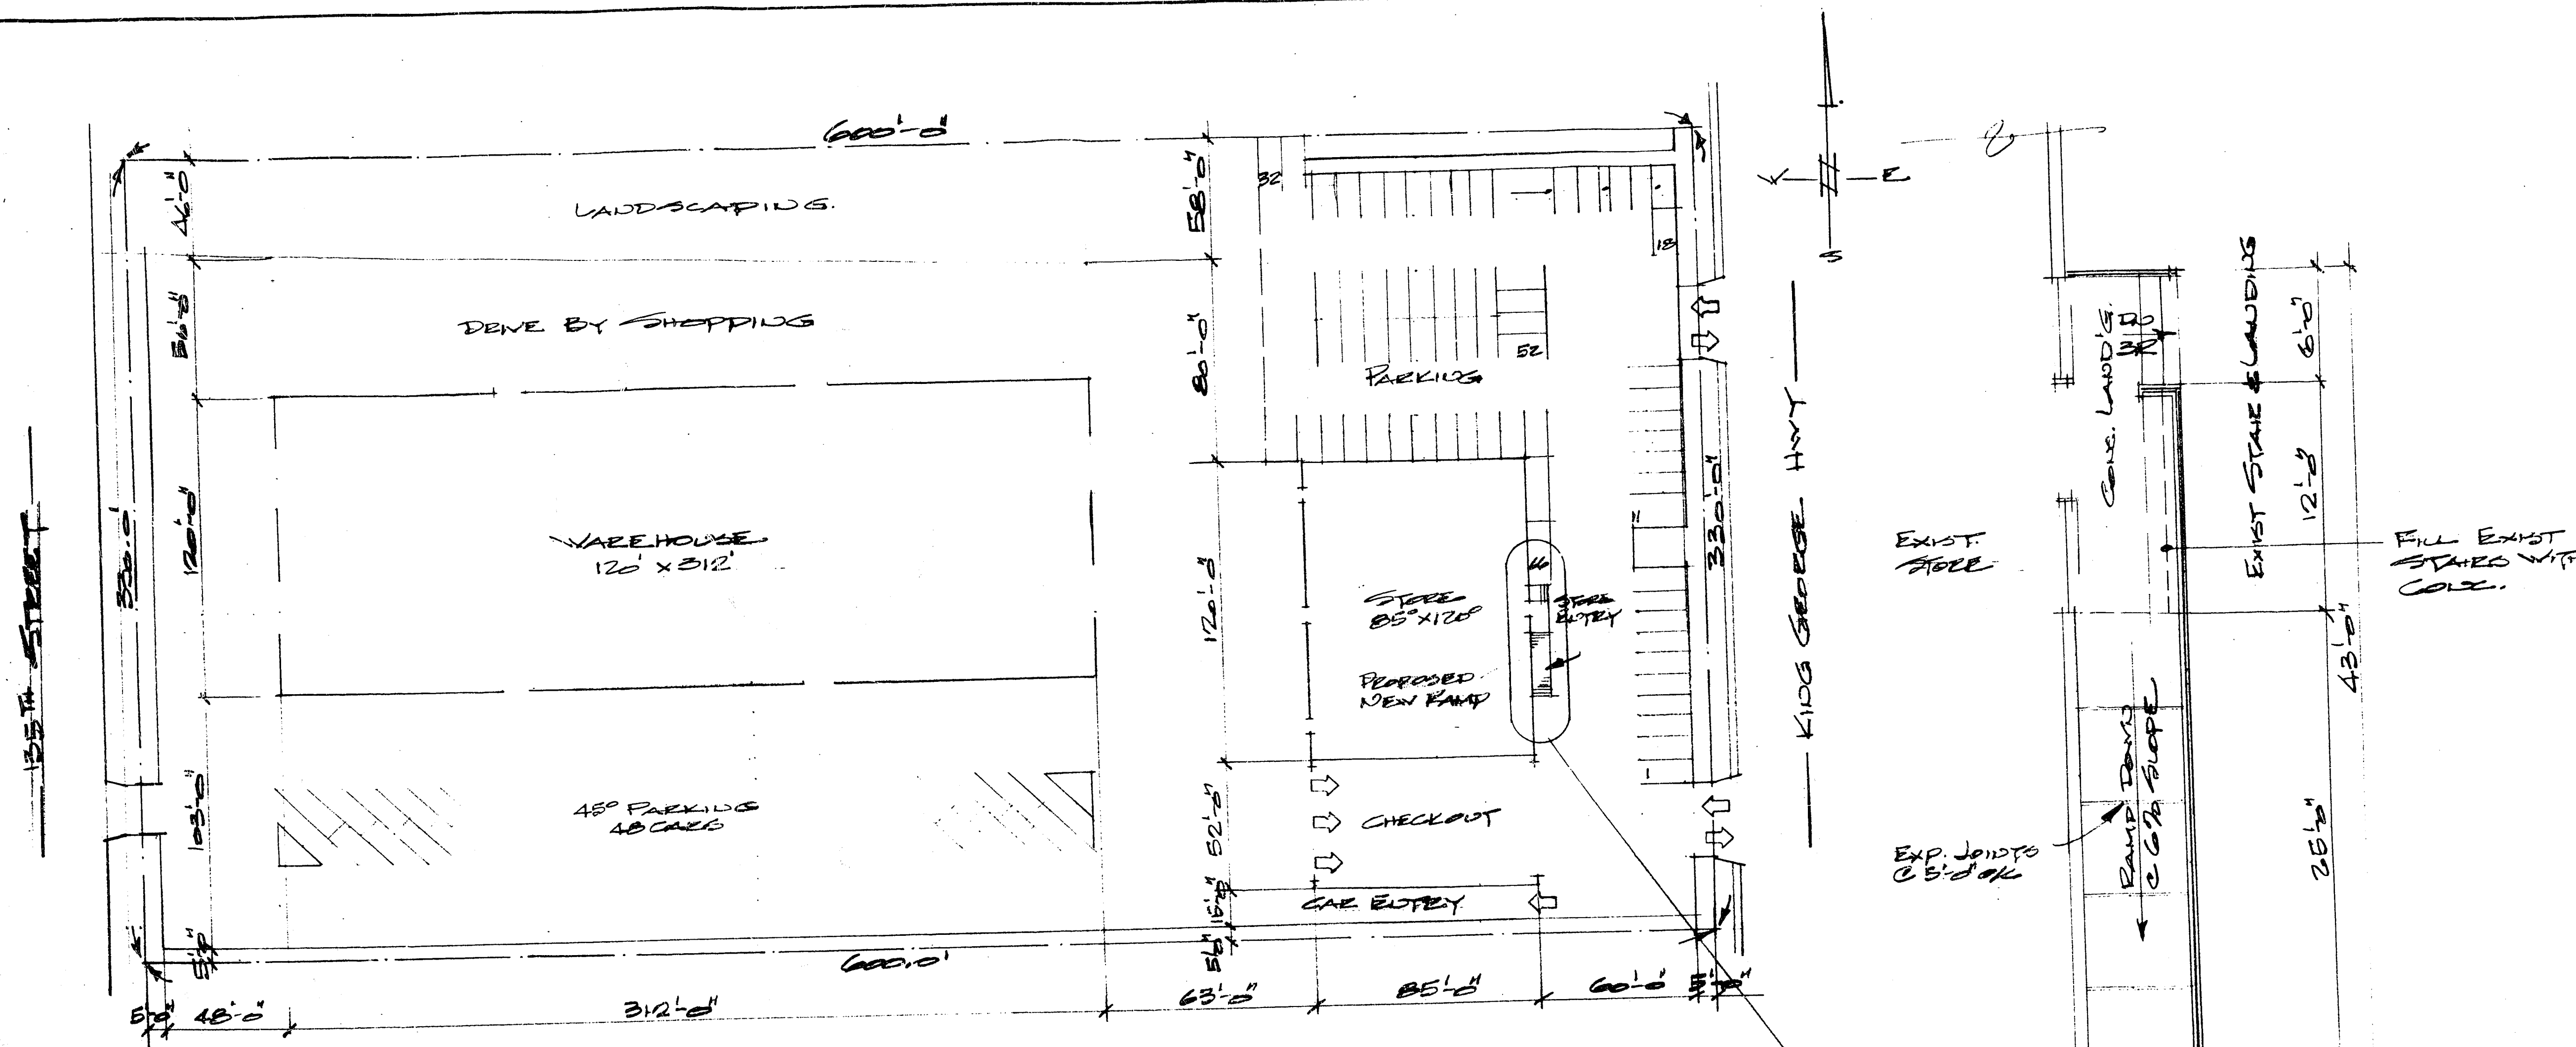 600'-0"
46'-0"
LANDSCAPING.
58'-0"
32
18
E
S
DRIVE BY SHOPPING
80'-0"
52
PARKING
120'-0"
WAREHOUSE
120' x 312'
120'-0"
STORE
85° x 120°
46
STORE
ENTRY
PROPOSED
NEW RAMP
330'-0"
KING GEORGE HWY
135TH STREET
330.0'
103'-0"
45° PARKING
48 CARS
52'-0"
CHECKOUT
15'-0"
CAR ENTRY
5'-0"
5'-0"
600.0'
5'-0"
48'-0"
312'-0"
63'-0"
85'-0"
60'-0"
CONC. LAND'G.
DN
3R
EXIST STAIR & LANDING
6'-0"
12'-0"
43'-0"
25'-0"
EXIST.
STORE
FILL EXIST
STAIRS WITH
CONC.
RAMP DOWN
@ 6% SLOPE
EXP. JOINTS
@ 5'-0" O/C